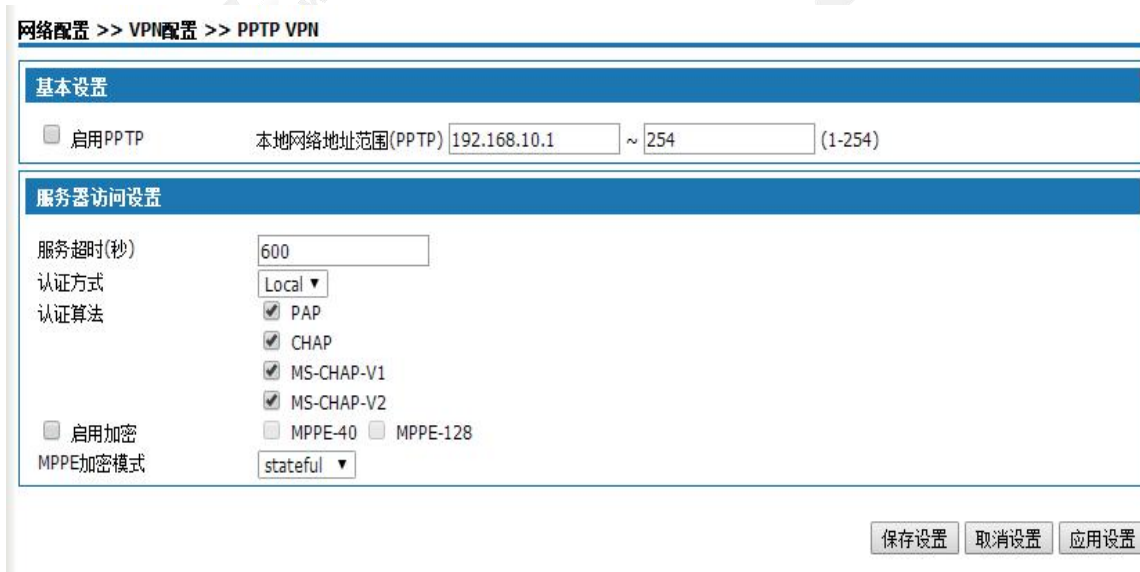 网络配置 >> VPN配置 >> PPTP VPN
基本设置
启用PPTP 本地网络地址范围(PPTP) 192.168.10.1 ~ 254 (1-254)
服务器访问设置
服务超时(秒) 600
认证方式 Local
认证算法 PAP
CHAP
MS-CHAP-V1
MS-CHAP-V2
启用加密 MPPE-40 MPPE-128
MPPE加密模式 stateful
保存设置 取消设置 应用设置